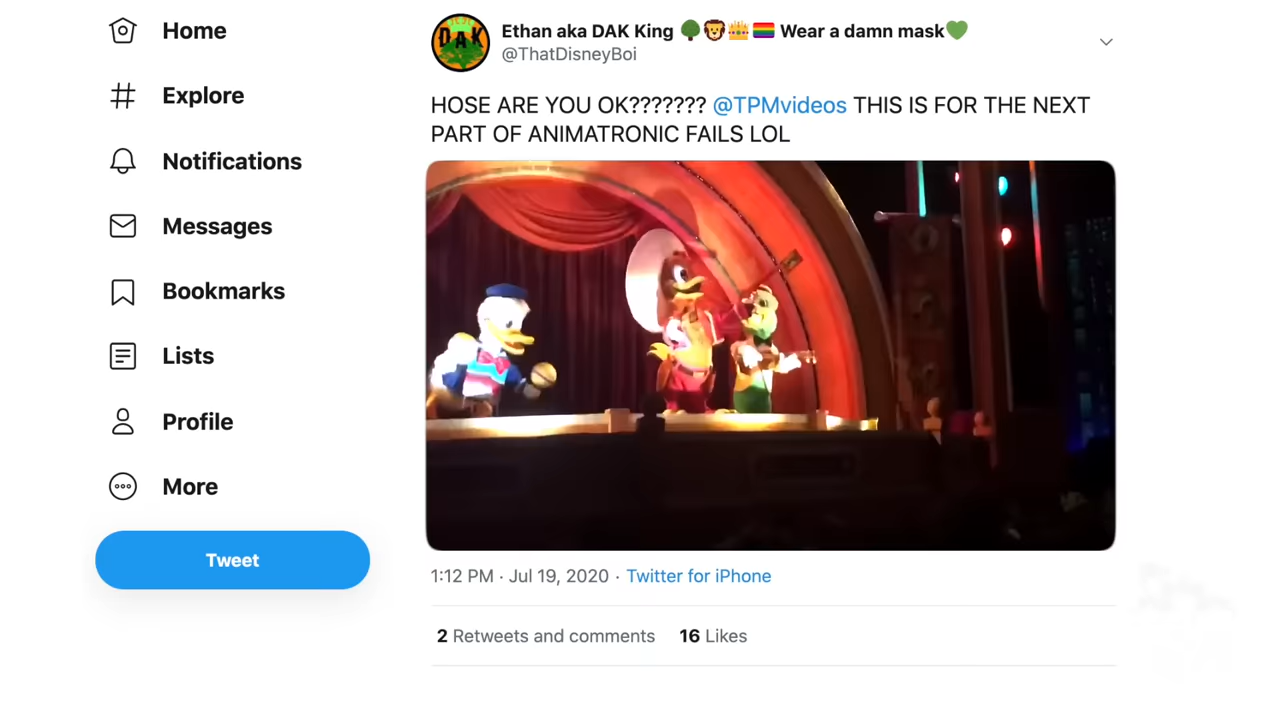 Home
Explore
Notifications
Messages
Bookmarks
Lists
Profile
More
Tweet
DAK
Ethan aka DAK King 🌳🦁👑🏳️‍🌈 Wear a damn mask💚
@ThatDisneyBoi
HOSE ARE YOU OK??????? @TPMvideos THIS IS FOR THE NEXT
PART OF ANIMATRONIC FAILS LOL
1:12 PM · Jul 19, 2020 · Twitter for iPhone
2 Retweets and comments 16 Likes